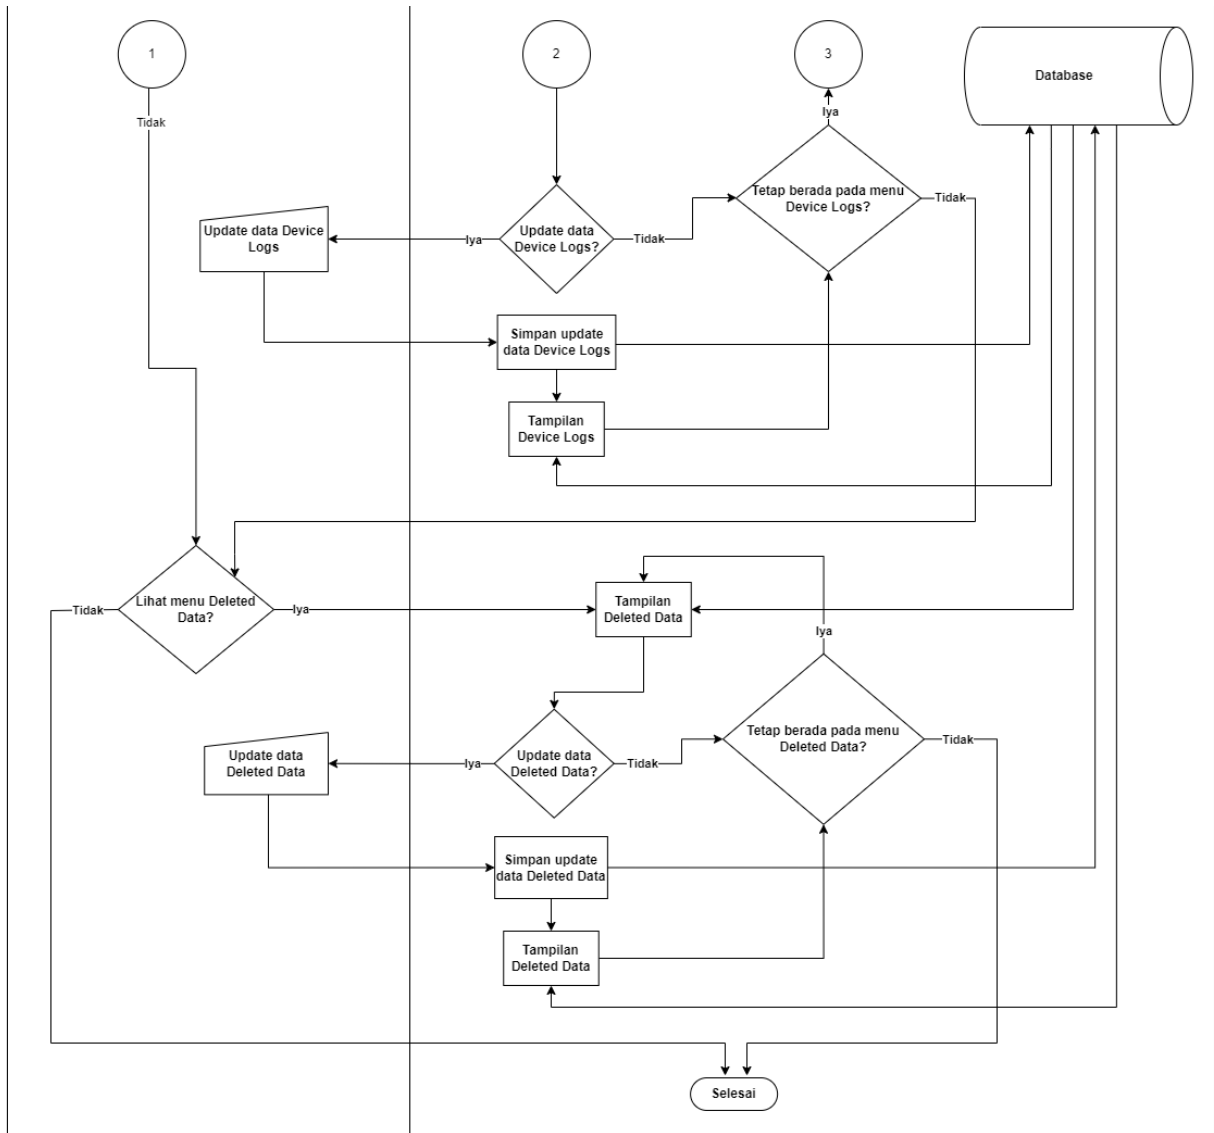 1
2
3
Database
Tidak
Iya
Tetap berada pada menu
Device Logs?
Tidak
Update data Device
Logs
Iya
Update data
Device Logs?
Tidak
Simpan update
data Device Logs
Tampilan
Device Logs
Lihat menu Deleted
Data?
Tidak
Iya
Tampilan
Deleted Data
Iya
Update data
Deleted Data
Iya
Update data
Deleted Data?
Tidak
Tetap berada pada menu
Deleted Data?
Tidak
Simpan update
data Deleted Data
Tampilan
Deleted Data
Selesai